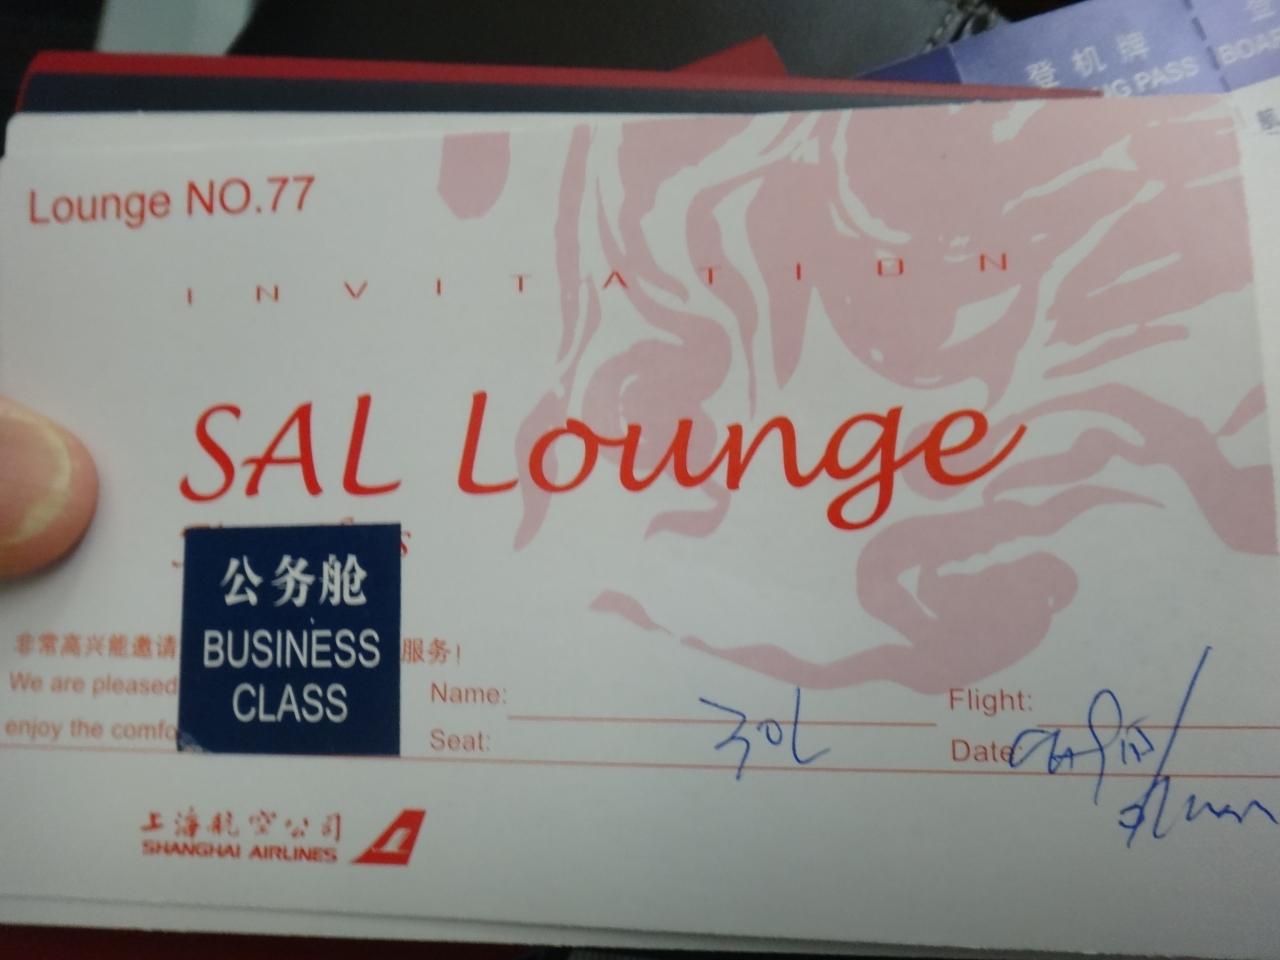 登机牌
NG PASS
BOA
Lounge NO.77
INVITATION
SAL Lounge
公务舱
BUSINESS
CLASS
非常高兴能邀请
服务!
We are pleased
enjoy the comfo
Name:
Seat:
Flight:
Date:
上海航空公司
SHANGHAI AIRLINES